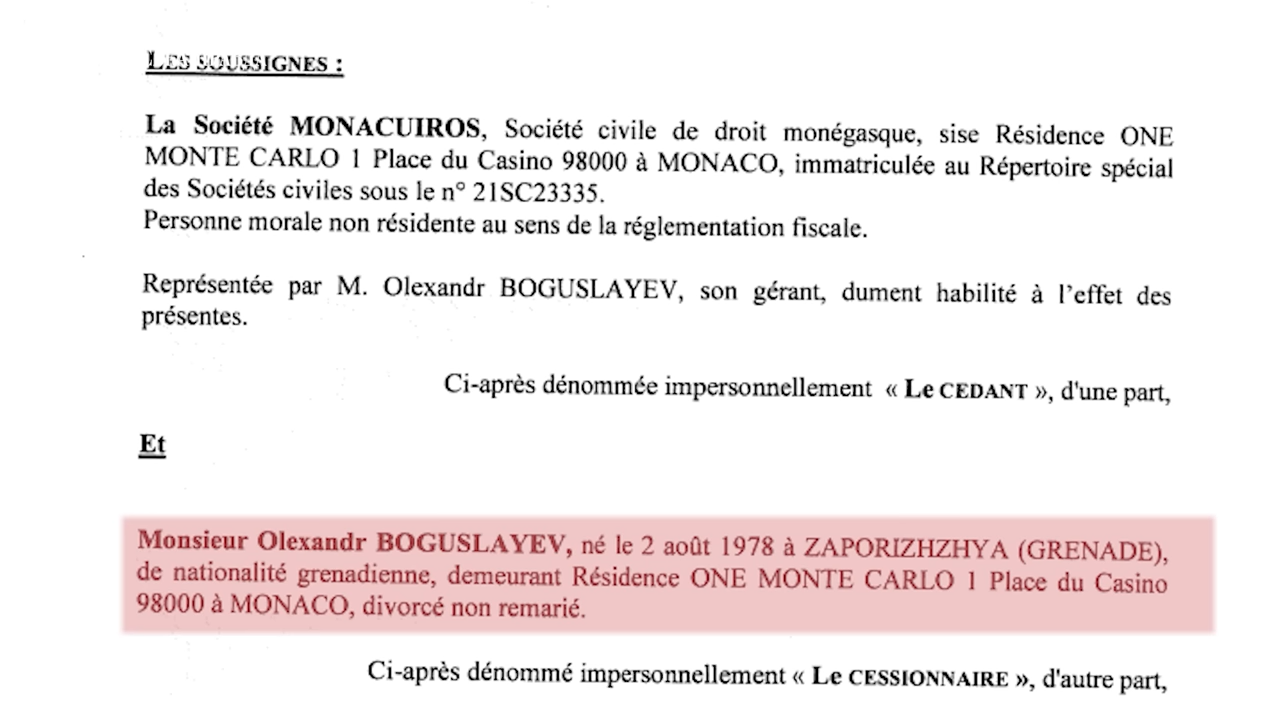 LES SOUSSIGNES :
La Société MONACUIROS, Société civile de droit monégasque, sise Résidence ONE
MONTE CARLO 1 Place du Casino 98000 à MONACO, immatriculée au Répertoire spécial
des Sociétés civiles sous le n° 21SC23335.
Personne morale non résidente au sens de la réglementation fiscale.
Représentée par M. Olexandr BOGUSLAYEV, son gérant, dument habilité à l'effet des
présentes.
Ci-après dénommée impersonnellement « Le CEDANT », d'une part,
Et
Monsieur Olexandr BOGUSLAYEV, né le 2 août 1978 à ZAPORIZHZHYA (GRENADE),
de nationalité grenadienne, demeurant Résidence ONE MONTE CARLO 1 Place du Casino
98000 à MONACO, divorcé non remarié.
Ci-après dénommé impersonnellement « Le CESSIONNAIRE », d'autre part,